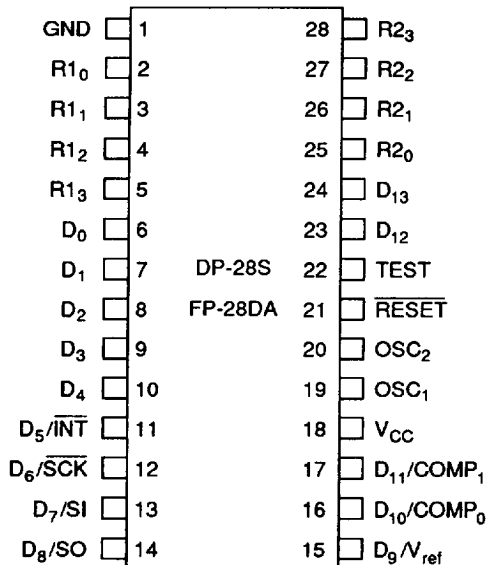 GND 1 28 R2₃
R1₀ 2 27 R2₂
R1₁ 3 26 R2₁
R1₂ 4 25 R2₀
R1₃ 5 24 D₁₃
D₀ 6 23 D₁₂
D₁ 7 DP-28S 22 TEST
D₂ 8 FP-28DA 21 R̅E̅S̅E̅T̅
D₃ 9 20 OSC₂
D₄ 10 19 OSC₁
D₅/I̅N̅T̅ 11 18 V_CC
D₆/S̅C̅K̅ 12 17 D₁₁/COMP₁
D₇/SI 13 16 D₁₀/COMP₀
D₈/SO 14 15 D₉/V_ref